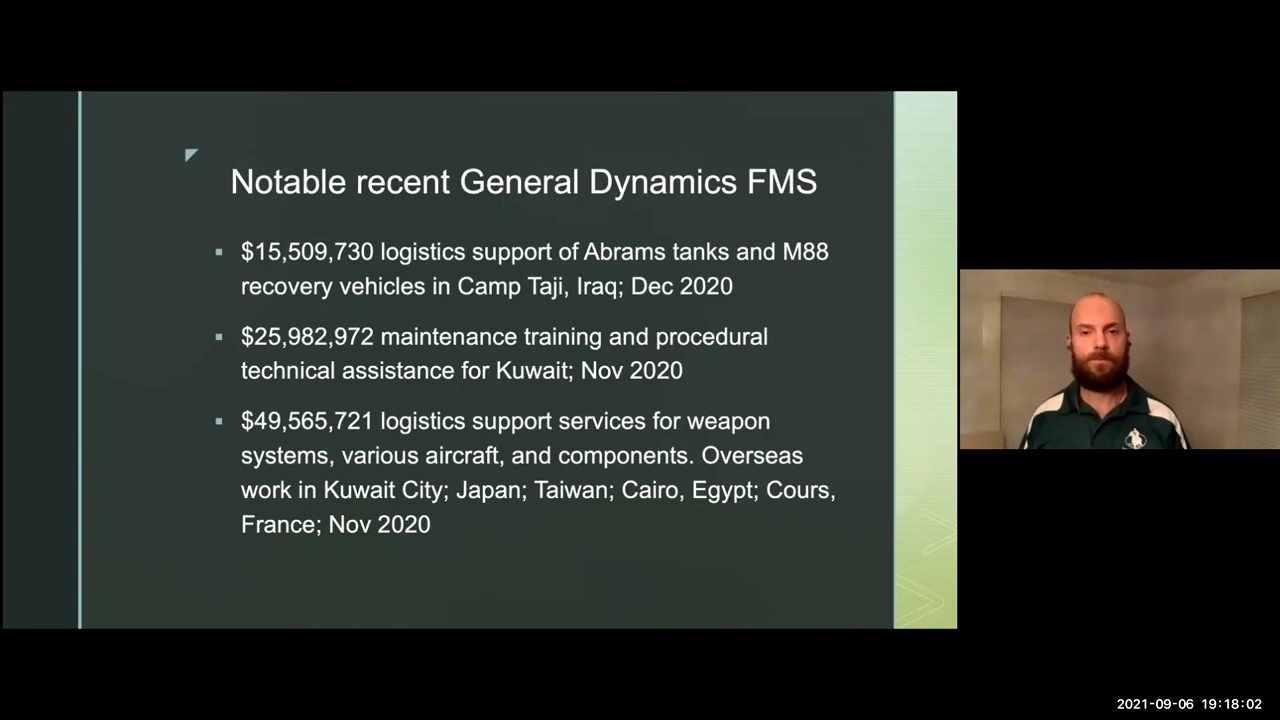 Notable recent General Dynamics FMS
▪ $15,509,730 logistics support of Abrams tanks and M88
recovery vehicles in Camp Taji, Iraq; Dec 2020
▪ $25,982,972 maintenance training and procedural
technical assistance for Kuwait; Nov 2020
▪ $49,565,721 logistics support services for weapon
systems, various aircraft, and components. Overseas
work in Kuwait City; Japan; Taiwan; Cairo, Egypt; Cours,
France; Nov 2020
2021-09-06 19:18:02